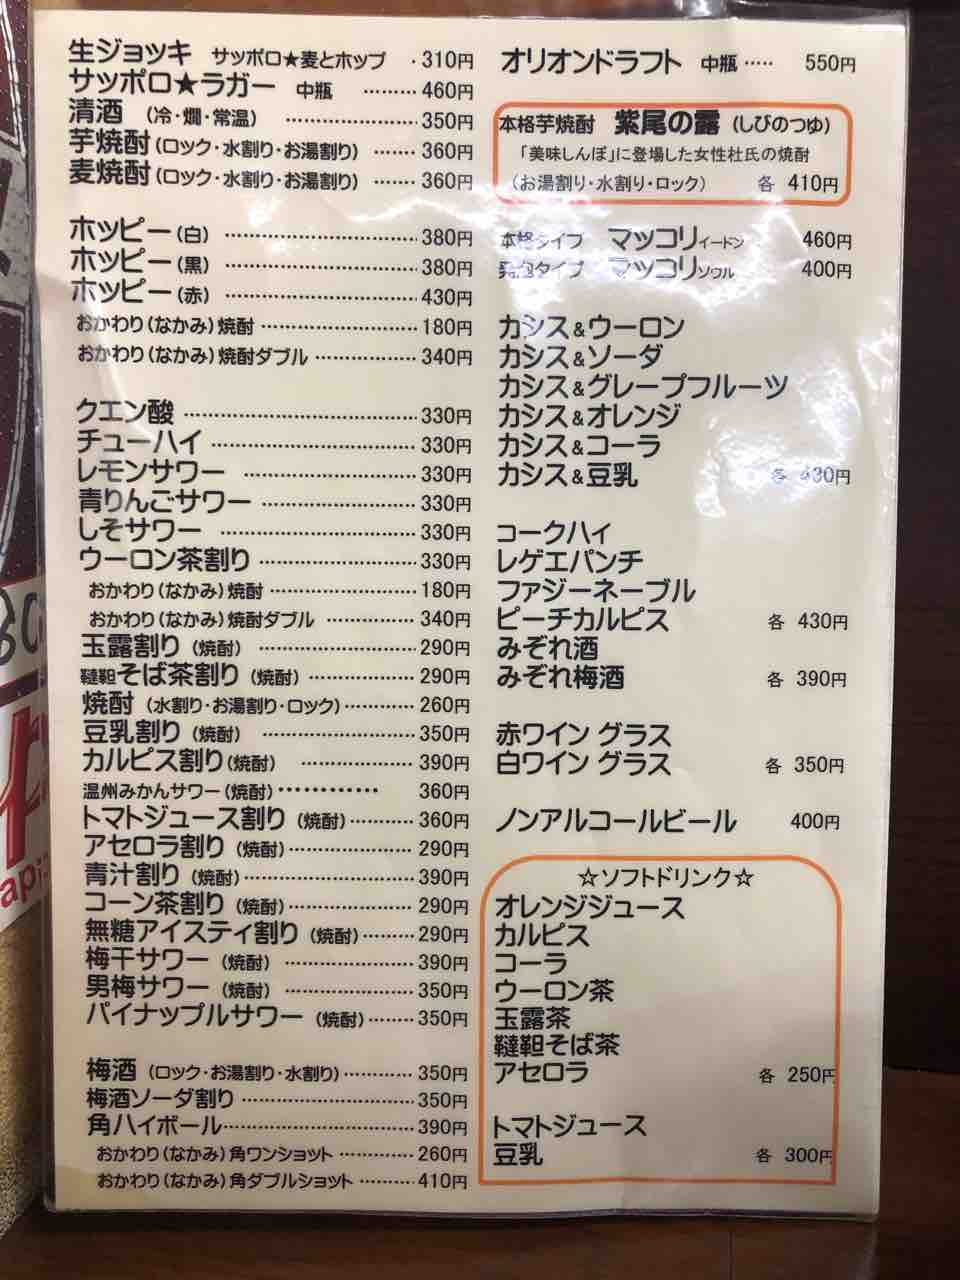 生ジョッキ サッポロ★麦とホップ ・310円
サッポロ★ラガー 中瓶 ………460円
清酒 (冷・燗・常温) ……………350円
芋焼酎(ロック・水割り・お湯割り) ……360円
麦焼酎(ロック・水割り・お湯割り) ……360円
ホッピー(白) ……………………380円
ホッピー(黒) ……………………380円
ホッピー(赤) ……………………430円
おかわり(なかみ)焼酎 ………………180円
おかわり(なかみ)焼酎ダブル …………340円
クエン酸 …………………………330円
チューハイ ………………………330円
レモンサワー ……………………330円
青りんごサワー …………………330円
しそサワー ………………………330円
ウーロン茶割り …………………330円
おかわり(なかみ)焼酎 ………………180円
おかわり(なかみ)焼酎ダブル …………340円
玉露割り (焼酎) ………………290円
韃靼そば茶割り (焼酎) …………290円
焼酎 (水割り・お湯割り・ロック)………260円
豆乳割り (焼酎) ………………350円
カルピス割り(焼酎) ……………390円
温州みかんサワー(焼酎)………… 360円
トマトジュース割り (焼酎)………360円
アセロラ割り (焼酎)……………290円
青汁割り (焼酎)…………………390円
コーン茶割り (焼酎)……………290円
無糖アイスティ割り (焼酎)………290円
梅干サワー (焼酎) ……………390円
男梅サワー (焼酎) ……………350円
パイナップルサワー (焼酎)……350円
梅酒 (ロック・お湯割り・水割り)………350円
梅酒ソーダ割り …………………350円
角ハイボール……………………390円
おかわり(なかみ)角ワンショット …………260円
おかわり(なかみ)角ダブルショット ………410円
オリオンドラフト 中瓶 ····· 550円
本格芋焼酎 紫尾の露 (しびのつゆ)
「美味しんぼ」に登場した女性杜氏の焼酎
(お湯割り・水割り・ロック) 各 410円
本格タイプ マッコリイードン 460円
発泡タイプ マッコリソウル 400円
カシス&ウーロン
カシス&ソーダ
カシス&グレープフルーツ
カシス&オレンジ
カシス&コーラ
カシス&豆乳 各 430円
コークハイ
レゲエパンチ
ファジーネーブル
ピーチカルピス 各 430円
みぞれ酒
みぞれ梅酒 各 390円
赤ワイン グラス
白ワイン グラス 各 350円
ノンアルコールビール 400円
☆ソフトドリンク☆
オレンジジュース
カルピス
コーラ
ウーロン茶
玉露茶
韃靼そば茶
アセロラ 各 250円
トマトジュース
豆乳 各 300円